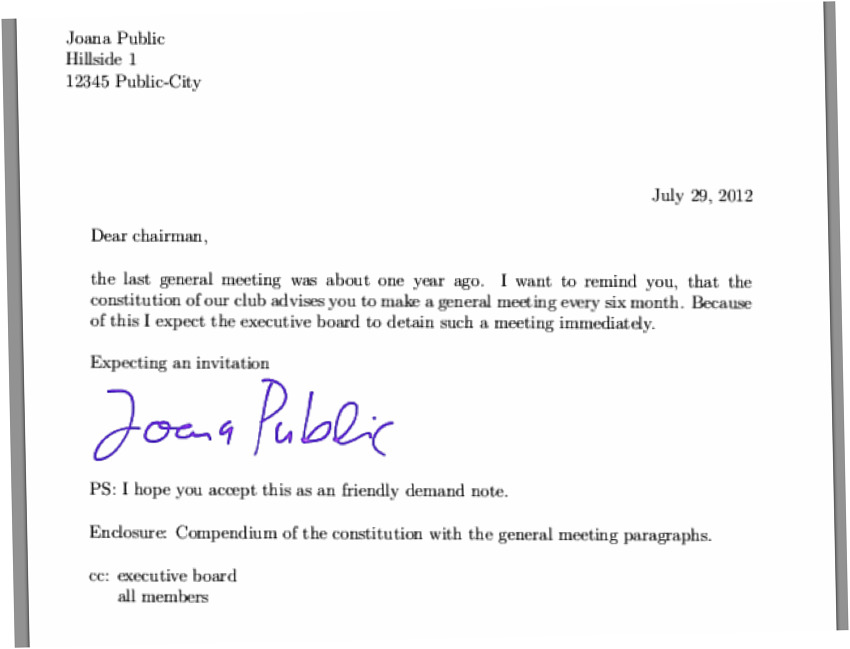 Joana Public
Hillside 1
12345 Public-City
July 29, 2012
Dear chairman,
the last general meeting was about one year ago. I want to remind you, that the
constitution of our club advises you to make a general meeting every six month. Because
of this I expect the executive board to detain such a meeting immediately.
Expecting an invitation
Joana Public
PS: I hope you accept this as an friendly demand note.
Enclosure: Compendium of the constitution with the general meeting paragraphs.
cc: executive board
all members